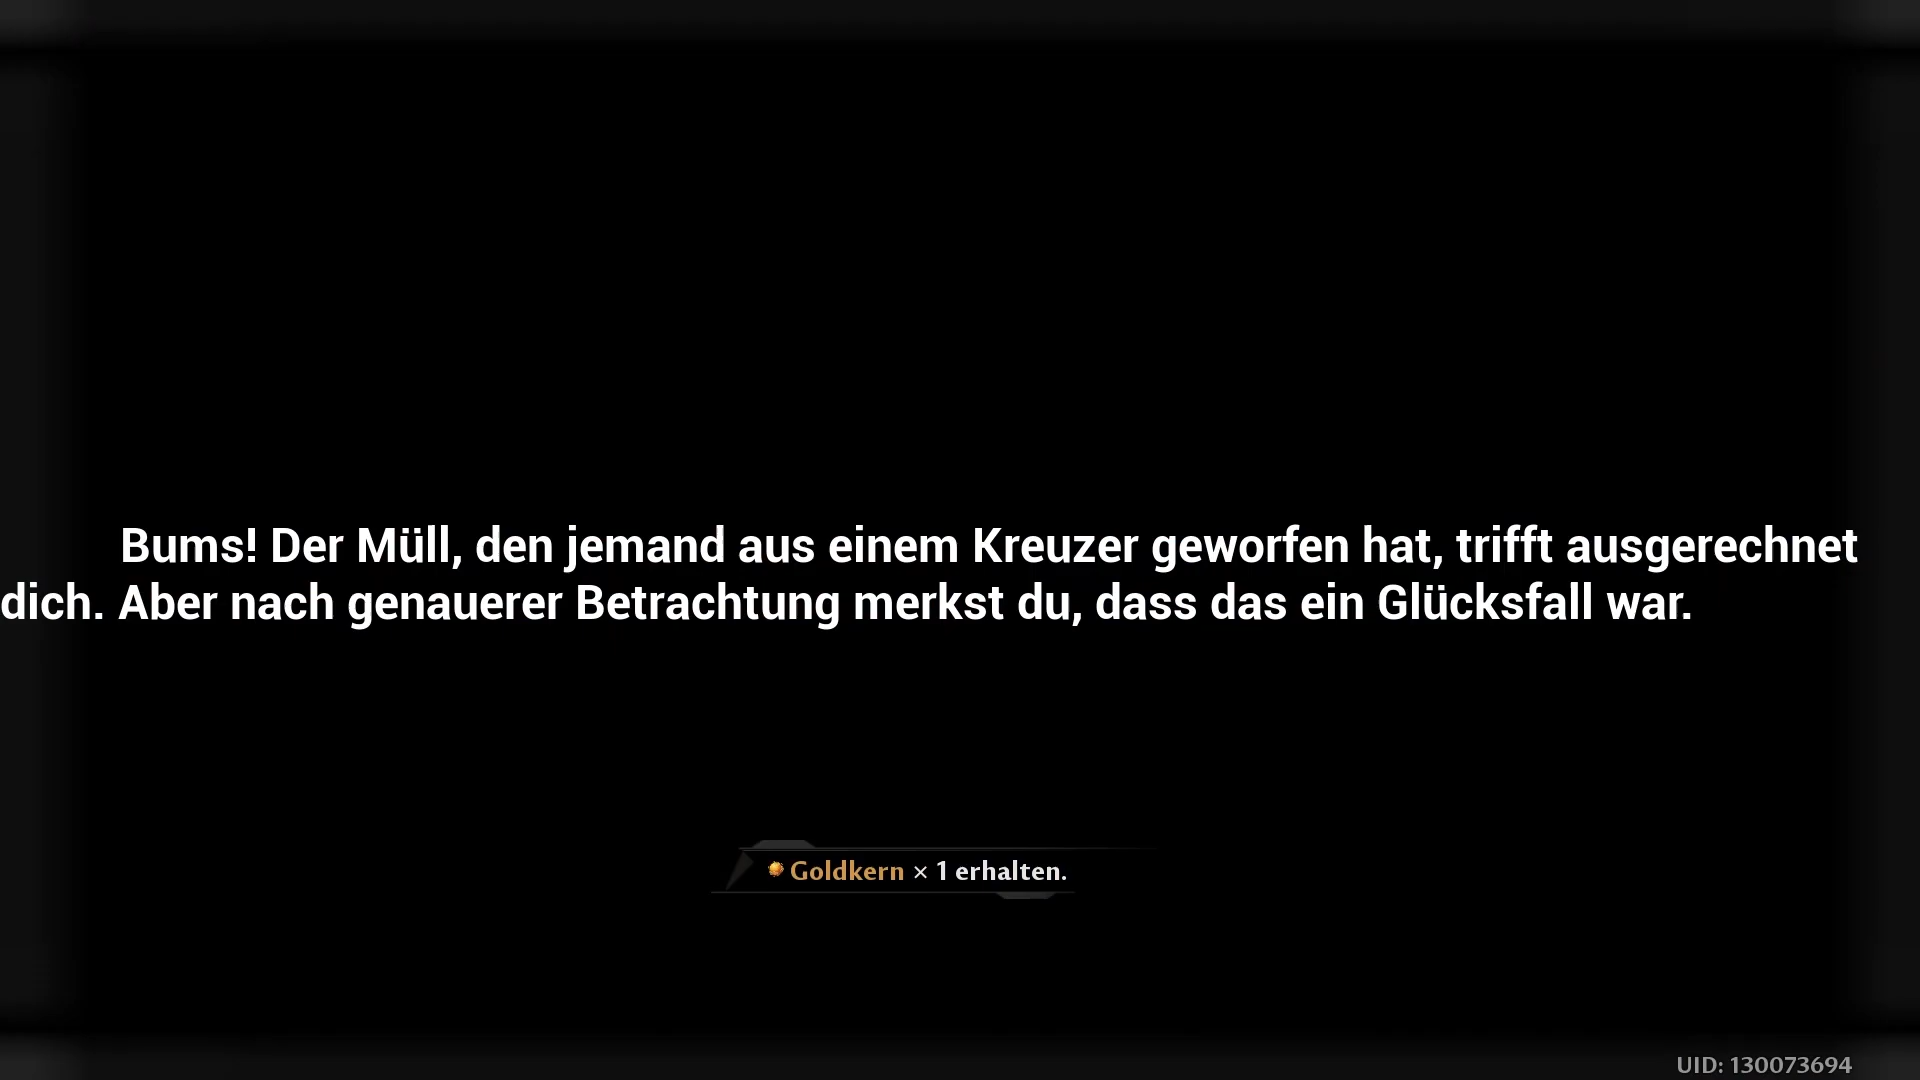 Bums! Der Müll, den jemand aus einem Kreuzer geworfen hat, trifft ausgerechnet
dich. Aber nach genauerer Betrachtung merkst du, dass das ein Glücksfall war.
Goldkern × 1 erhalten.
UID: 130073694